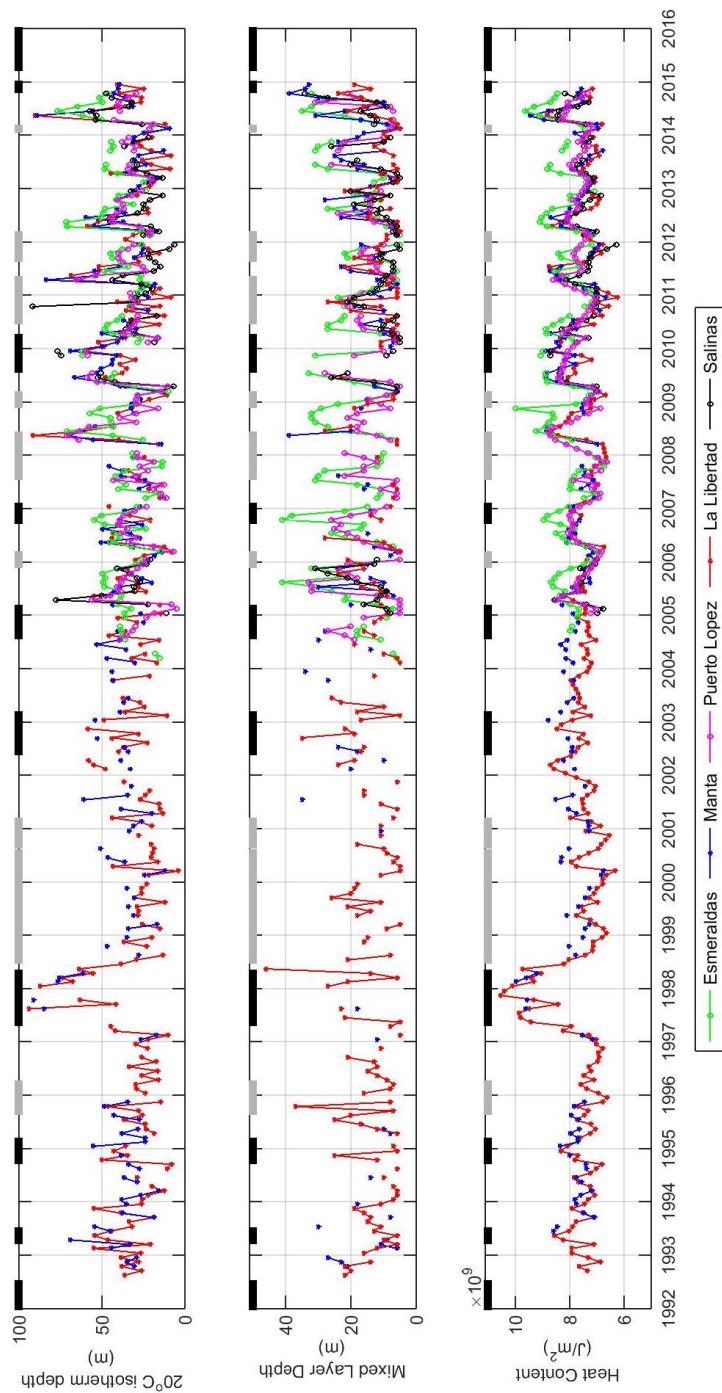 100
50
0
20°C isotherm depth
(m)
40
20
0
Mixed Layer Depth
(m)
×10⁹
10
8
6
Heat Content
(J/m²)
1992 1993 1994 1995 1996 1997 1998 1999 2000 2001 2002 2003 2004 2005 2006 2007 2008 2009 2010 2011 2012 2013 2014 2015 2016
Esmeraldas Manta Puerto Lopez La Libertad Salinas